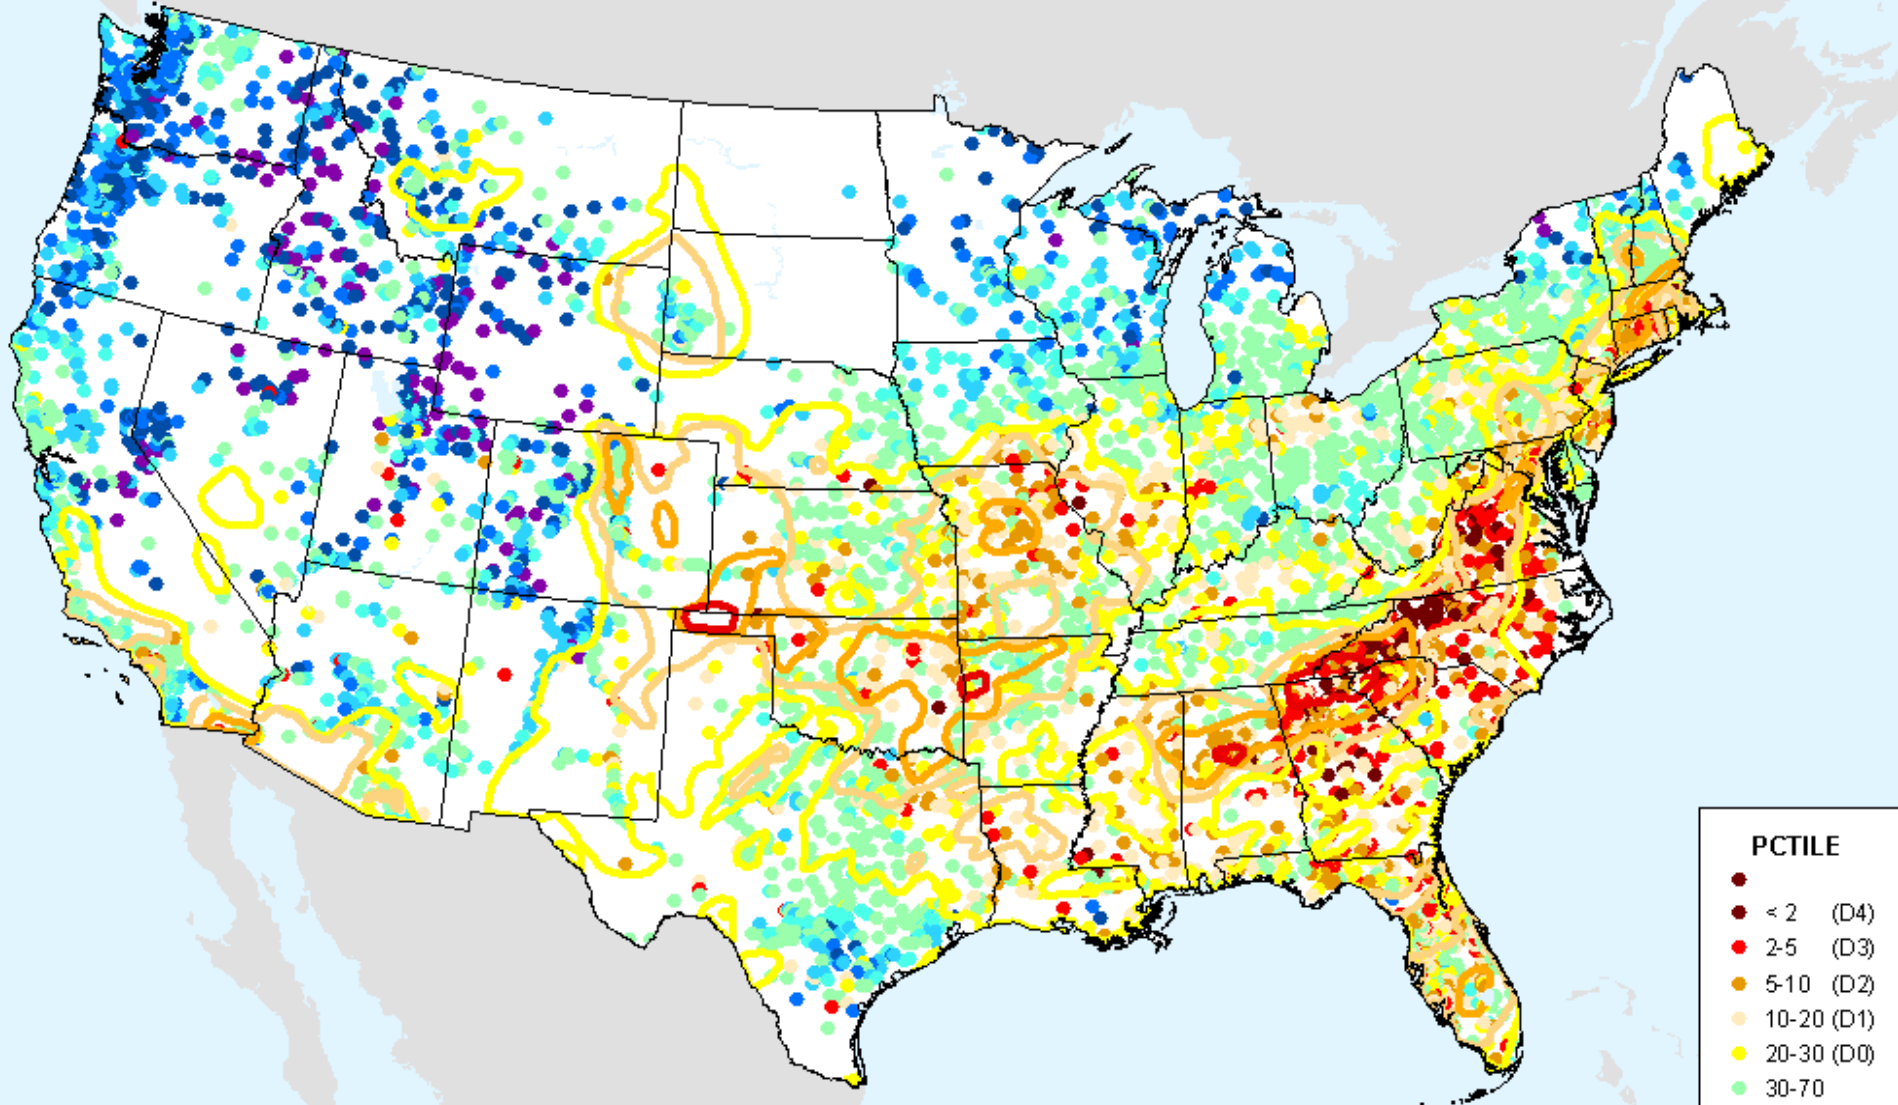 PCTILE
< 2 (D4)
2-5 (D3)
5-10 (D2)
10-20 (D1)
20-30 (D0)
30-70